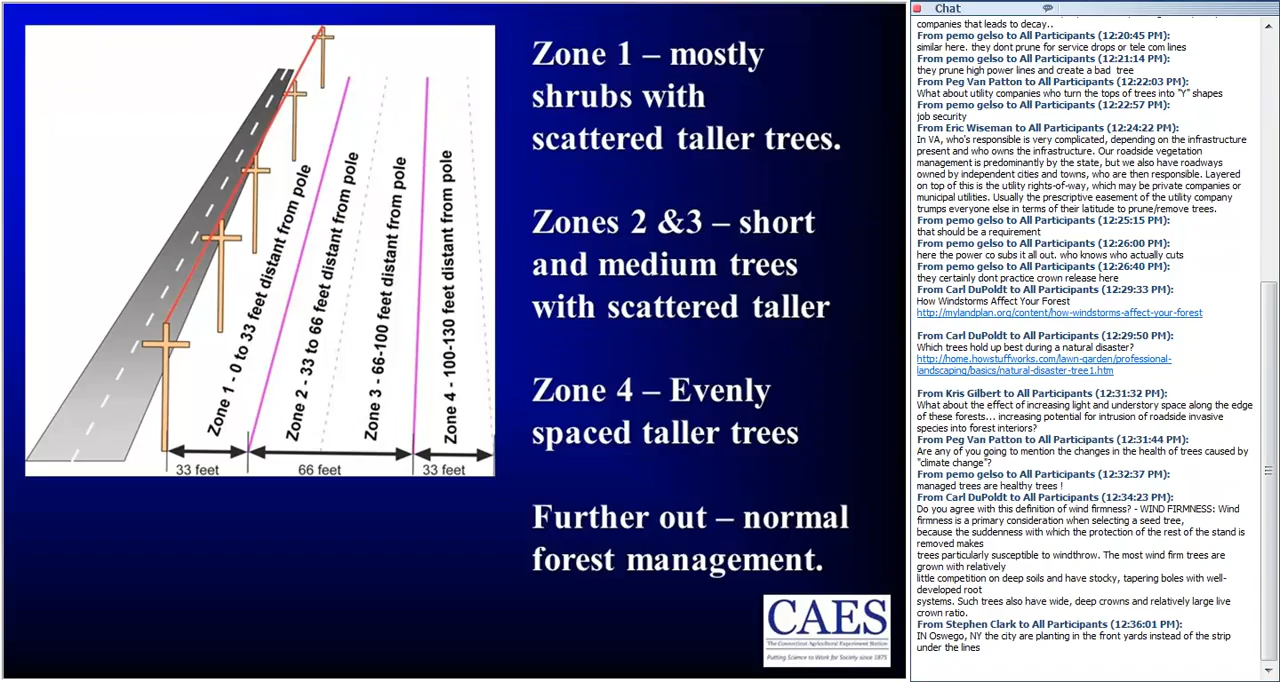 Zone 1 - 0 to 33 feet distant from pole
Zone 2 - 33 to 66 feet distant from pole
Zone 3 - 66-100 feet distant from pole
Zone 4 - 100-130 feet distant from pole
33 feet
66 feet
33 feet
Zone 1 – mostly
shrubs with
scattered taller trees.
Zones 2 &3 – short
and medium trees
with scattered taller
Zone 4 – Evenly
spaced taller trees
Further out – normal
forest management.
CAES
The Connecticut Agricultural Experiment Station
Putting Science to Work for Society since 1875
Chat
companies that leads to decay..
From pemo gelso to All Participants (12:20:45 PM):
similar here. they dont prune for service drops or tele com lines
From pemo gelso to All Participants (12:21:14 PM):
they prune high power lines and create a bad tree
From Peg Van Patton to All Participants (12:22:03 PM):
What about utility companies who turn the tops of trees into "Y" shapes
From pemo gelso to All Participants (12:22:57 PM):
job security
From Eric Wiseman to All Participants (12:24:22 PM):
In VA, who's responsible is very complicated, depending on the infrastructure
present and who owns the infrastructure. Our roadside vegetation
management is predominantly by the state, but we also have roadways
owned by independent cities and towns, who are then responsible. Layered
on top of this is the utility rights-of-way, which may be private companies or
municipal utilities. Usually the prescriptive easement of the utility company
trumps everyone else in terms of their latitude to prune/remove trees.
From pemo gelso to All Participants (12:25:15 PM):
that should be a requirement
From pemo gelso to All Participants (12:26:00 PM):
here the power co subs it all out. who knows who actually cuts
From pemo gelso to All Participants (12:26:40 PM):
they certainly dont practice crown release here
From Carl DuPoldt to All Participants (12:29:33 PM):
How Windstorms Affect Your Forest
http://mylandplan.org/content/how-windstorms-affect-your-forest
From Carl DuPoldt to All Participants (12:29:50 PM):
Which trees hold up best during a natural disaster?
http://home.howstuffworks.com/lawn-garden/professional-
landscaping/basics/natural-disaster-tree1.htm
From Kris Gilbert to All Participants (12:31:32 PM):
What about the effect of increasing light and understory space along the edge
of these forests... increasing potential for intrusion of roadside invasive
species into forest interiors?
From Peg Van Patton to All Participants (12:31:44 PM):
Are any of you going to mention the changes in the health of trees caused by
"climate change"?
From pemo gelso to All Participants (12:32:37 PM):
managed trees are healthy trees !
From Carl DuPoldt to All Participants (12:34:23 PM):
Do you agree with this definition of wind firmness? - WIND FIRMNESS: Wind
firmness is a primary consideration when selecting a seed tree,
because the suddenness with which the protection of the rest of the stand is
removed makes
trees particularly susceptible to windthrow. The most wind firm trees are
grown with relatively
little competition on deep soils and have stocky, tapering boles with well-
developed root
systems. Such trees also have wide, deep crowns and relatively large live
crown ratio.
From Stephen Clark to All Participants (12:36:01 PM):
IN Oswego, NY the city are planting in the front yards instead of the strip
under the lines